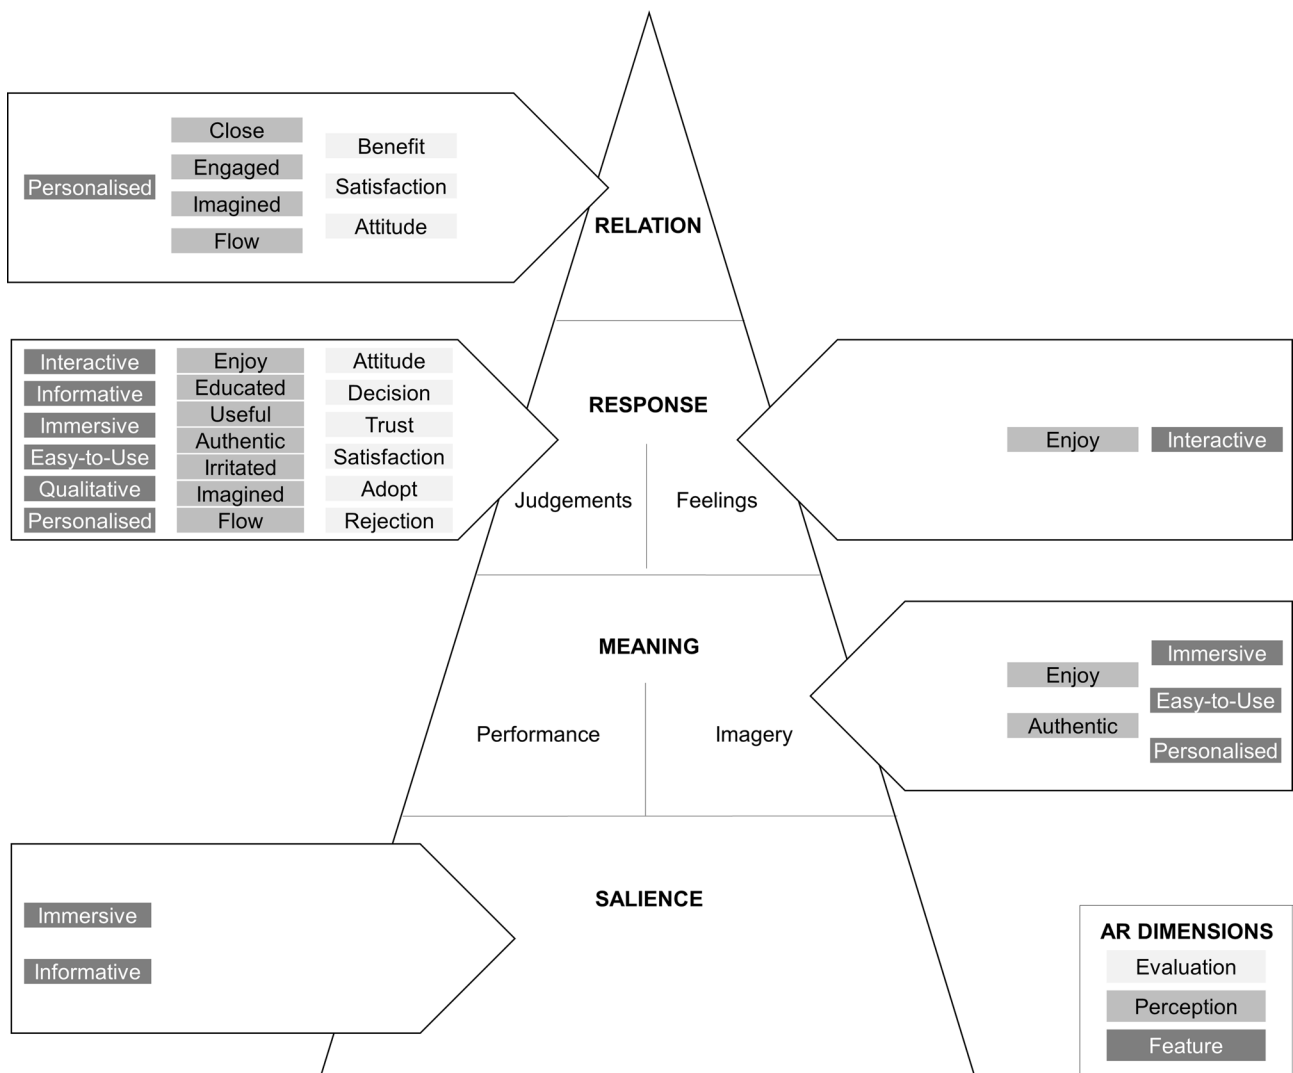 Personalised
Close
Engaged
Imagined
Flow
Benefit
Satisfaction
Attitude
RELATION
Interactive
Informative
Immersive
Easy-to-Use
Qualitative
Personalised
Enjoy
Educated
Useful
Authentic
Irritated
Imagined
Flow
Attitude
Decision
Trust
Satisfaction
Adopt
Rejection
RESPONSE
Judgements
Feelings
Enjoy
Interactive
MEANING
Performance
Imagery
Enjoy
Authentic
Immersive
Easy-to-Use
Personalised
Immersive
Informative
SALIENCE
AR DIMENSIONS
Evaluation
Perception
Feature